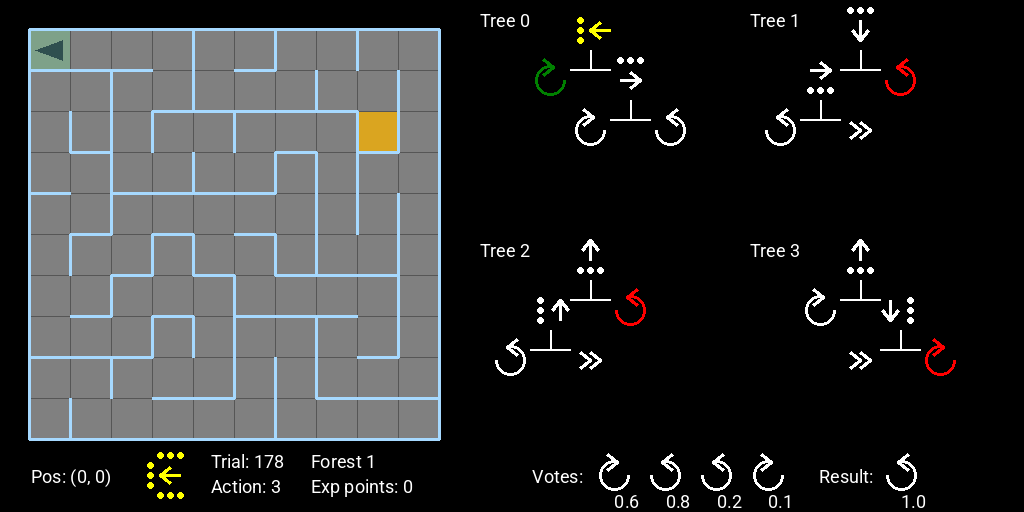 Tree 0
Tree 1
Tree 2
Tree 3
Pos: (0, 0)
Trial: 178
Forest 1
Action: 3
Exp points: 0
Votes:
0.6
0.8
0.2
0.1
Result:
1.0